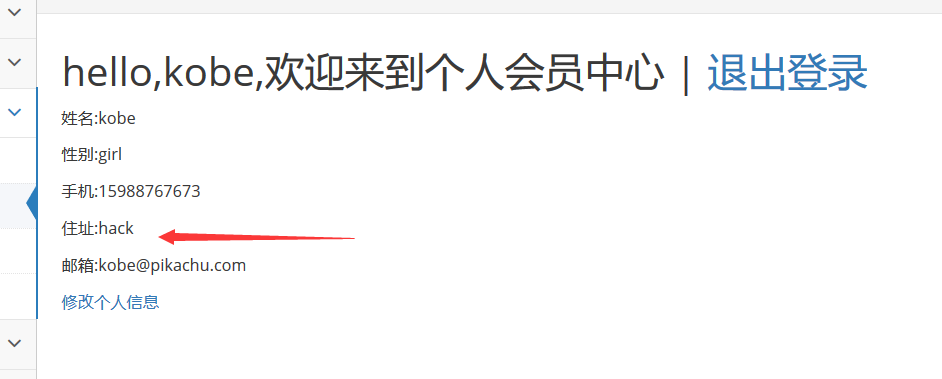 hello,kobe,欢迎来到个人会员中心 | 退出登录
姓名:kobe
性别:girl
手机:15988767673
住址:hack
邮箱:kobe@pikachu.com
修改个人信息